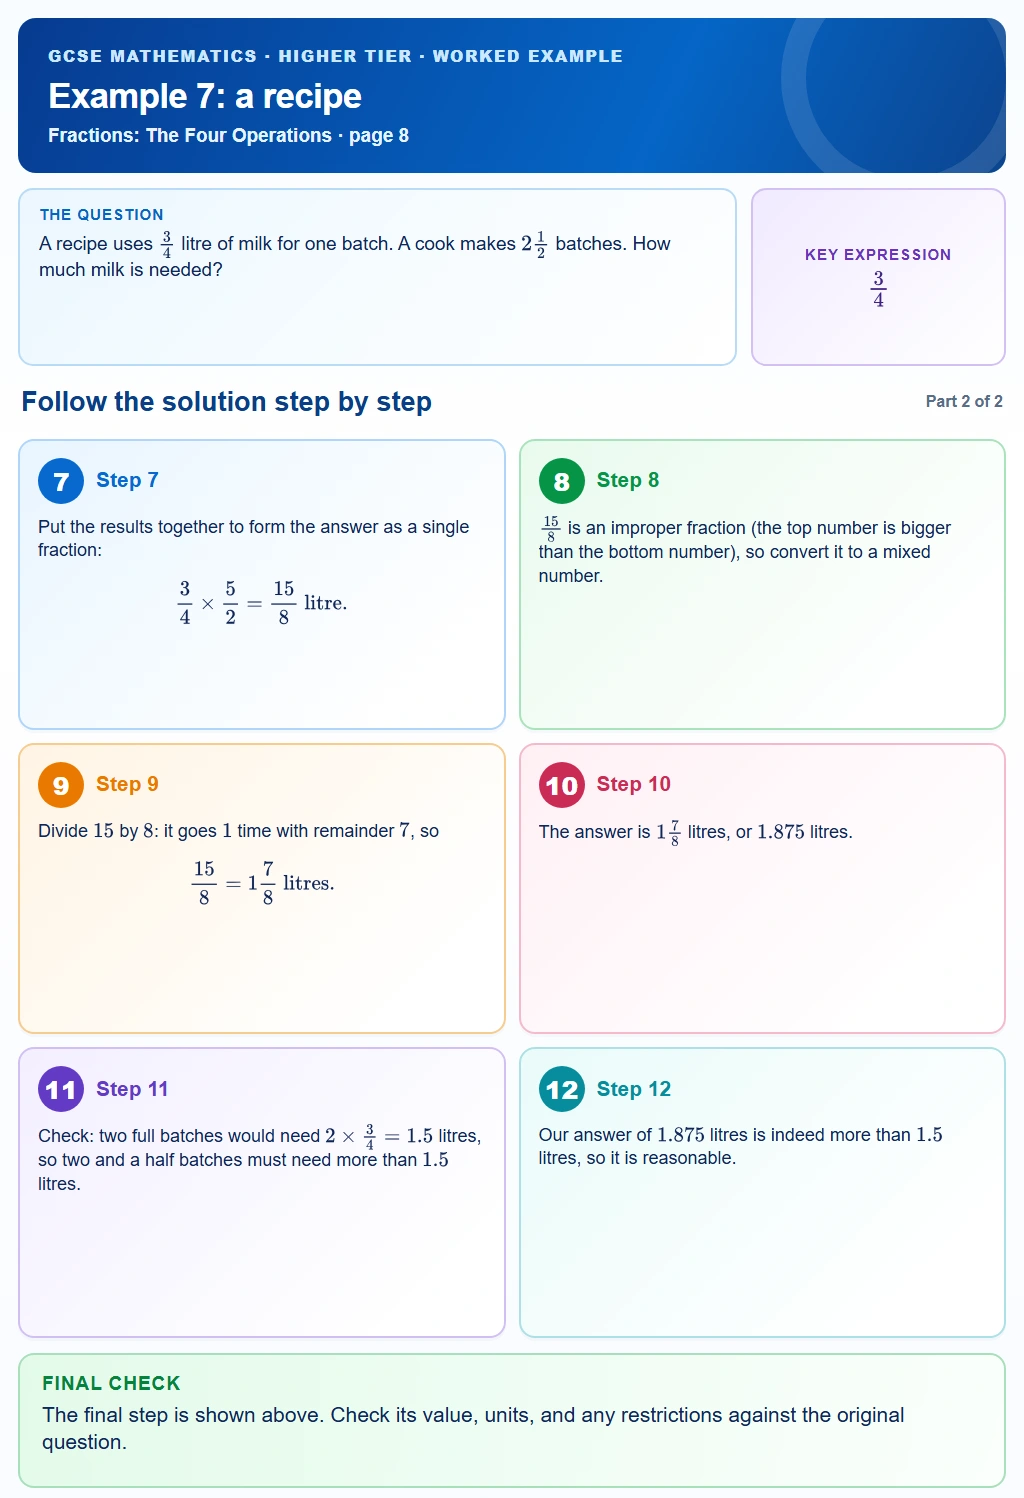 GCSE MATHEMATICS · HIGHER TIER · WORKED EXAMPLE
Example 7: a recipe
Fractions: The Four Operations · page 8
THE QUESTION
A recipe uses 3/4 litre of milk for one batch. A cook makes 2 1/2 batches. How
much milk is needed?
KEY EXPRESSION
3/4
Follow the solution step by step
Part 2 of 2
7 Step 7
Put the results together to form the answer as a single
fraction:
3/4 × 5/2 = 15/8 litre.
8 Step 8
15/8 is an improper fraction (the top number is bigger
than the bottom number), so convert it to a mixed
number.
9 Step 9
Divide 15 by 8: it goes 1 time with remainder 7, so
15/8 = 1 7/8 litres.
10 Step 10
The answer is 1 7/8 litres, or 1.875 litres.
11 Step 11
Check: two full batches would need 2 × 3/4 = 1.5 litres,
so two and a half batches must need more than 1.5
litres.
12 Step 12
Our answer of 1.875 litres is indeed more than 1.5
litres, so it is reasonable.
FINAL CHECK
The final step is shown above. Check its value, units, and any restrictions against the original
question.